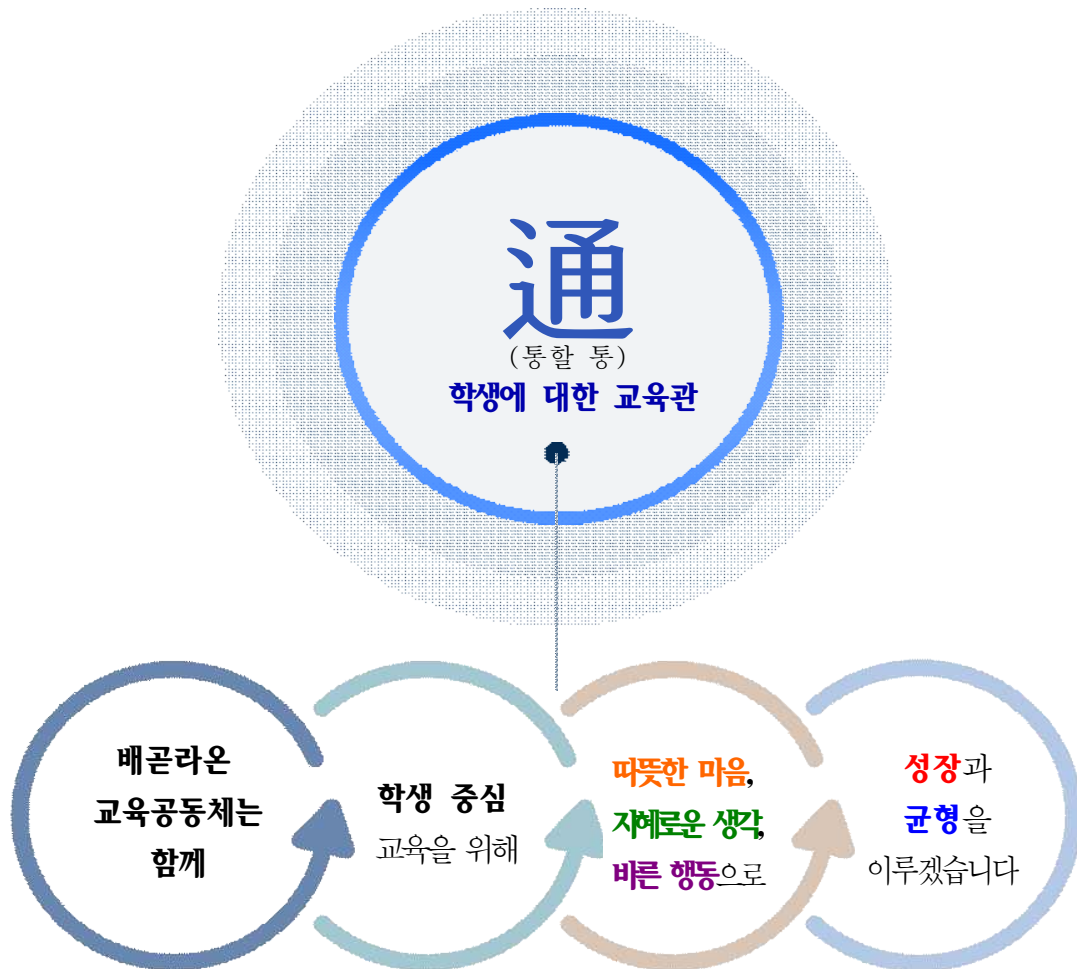 通
(통할 통)
학생에 대한 교육관
배곧라온
교육공동체는
함께
학생 중심
교육을 위해
따뜻한 마음,
지혜로운 생각,
바른 행동으로
성장과
균형을
이루겠습니다